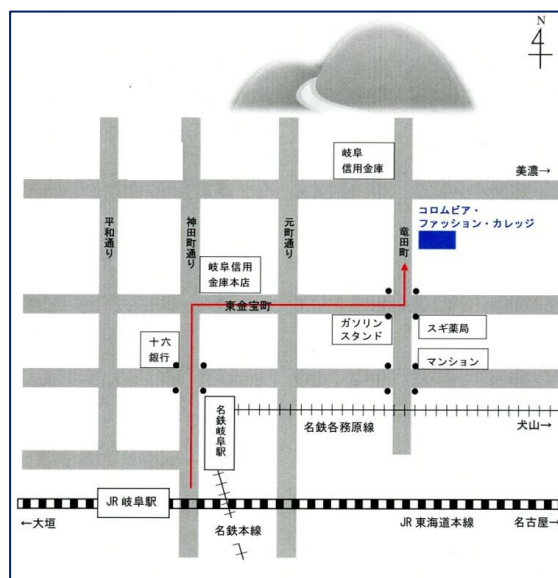 N
岐阜
信用金庫
美濃→
コロムビア・
ファッション・カレッジ
平和通り
神田町通り
元町通り
竜田町
岐阜信用
金庫本店
東金宝町
ガソリン
スタンド
スギ薬局
十六
銀行
マンション
名鉄岐阜駅
名鉄各務原線
犬山→
JR 岐阜駅
←大垣
名鉄本線
JR 東海道本線
名古屋→